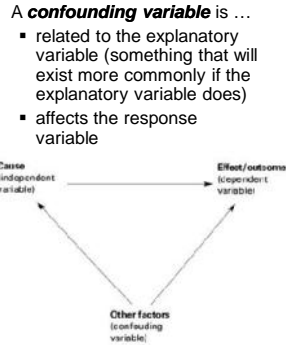 A confounding variable is …
▪ related to the explanatory
variable (something that will
exist more commonly if the
explanatory variable does)
▪ affects the response
variable
Cause
(independent
variable)
Effect/outcome
(dependent
variable)
Other factors
(confouding
variable)